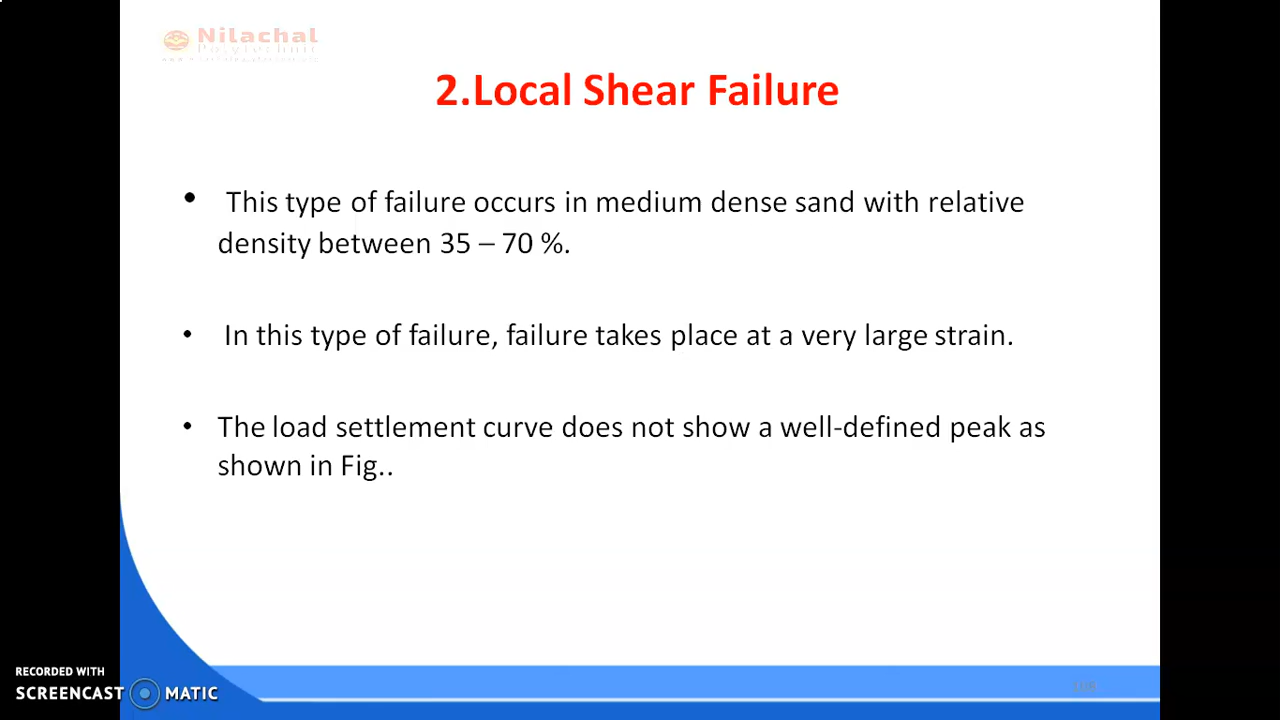 Nilachal
Polytechnic
2.Local Shear Failure
• This type of failure occurs in medium dense sand with relative
density between 35 – 70 %.
• In this type of failure, failure takes place at a very large strain.
• The load settlement curve does not show a well-defined peak as
shown in Fig..
RECORDED WITH
SCREENCAST MATIC